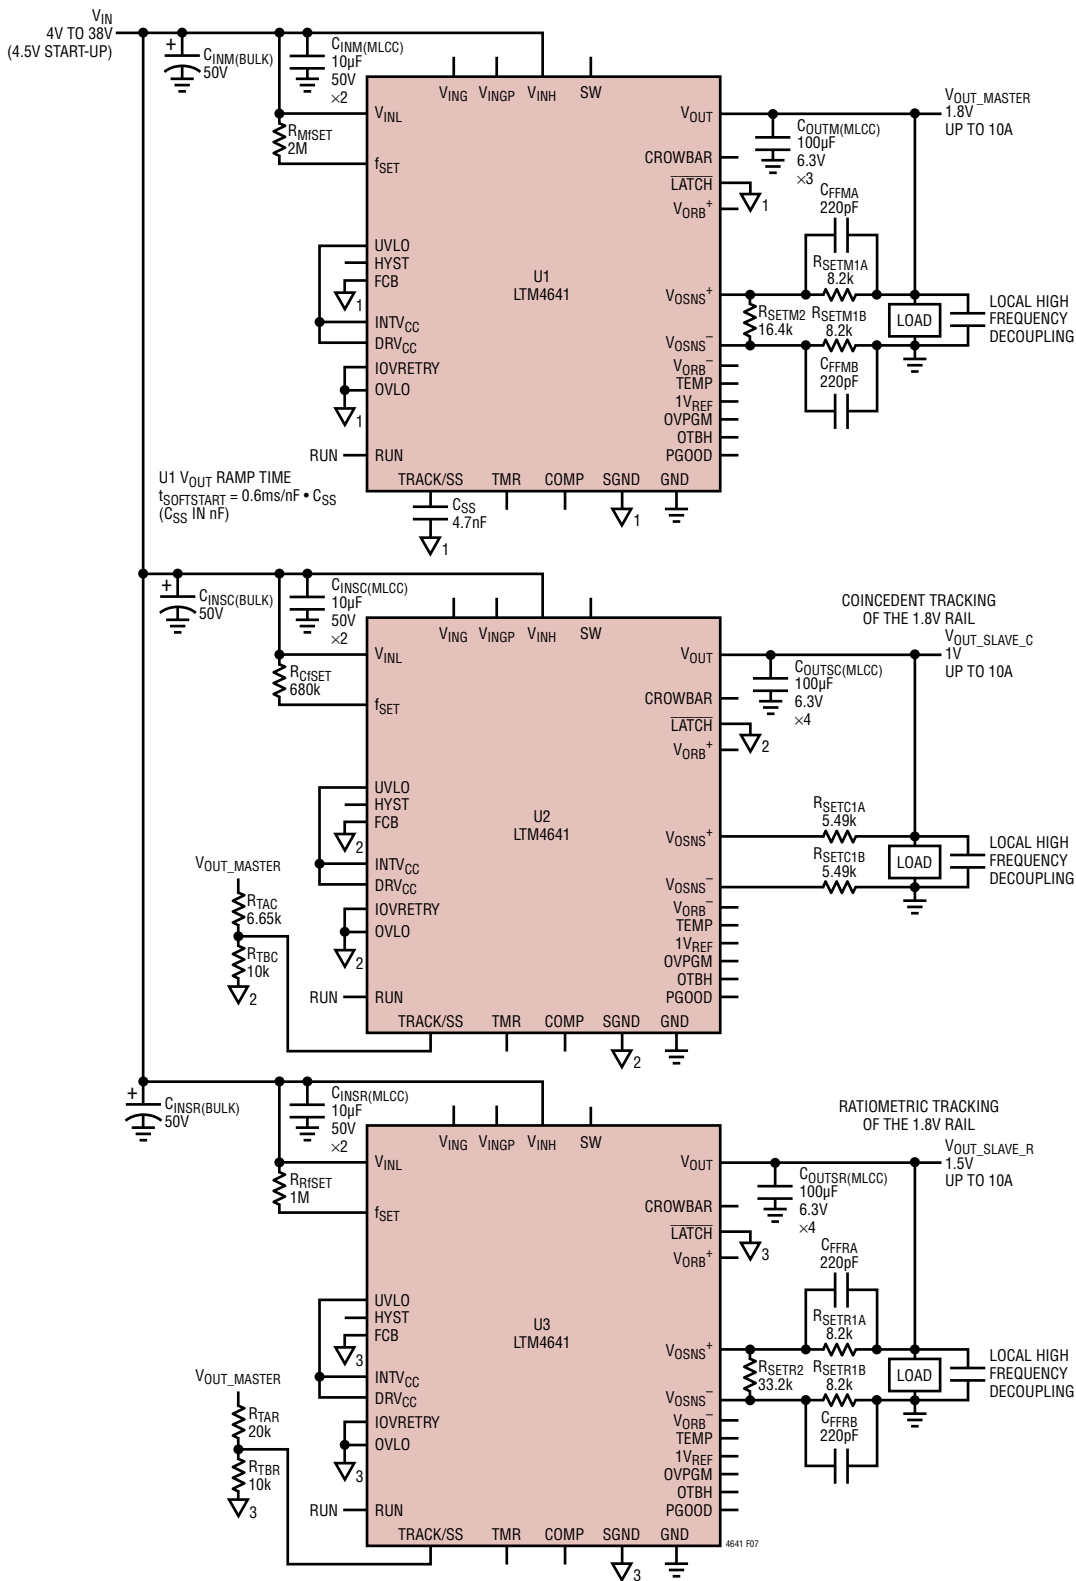 VIN
4V TO 38V
(4.5V START-UP)
+
CINM(BULK)
50V
CINM(MLCC)
10µF
50V
×2
RMfSET
2M
VING
VINGP
VINH
SW
VINL
fSET
UVLO
HYST
FCB
1
INTVCC
DRVCC
IOVRETRY
OVLO
1
RUN
RUN
U1
LTM4641
VOUT
CROWBAR
LATCH
1
VORB+
VOSNS+
VOSNS–
VORB–
TEMP
1VREF
OVPGM
OTBH
PGOOD
TRACK/SS
TMR
COMP
SGND
GND
1
CSS
4.7nF
1
U1 VOUT RAMP TIME
tSOFTSTART = 0.6ms/nF • CSS
(CSS IN nF)
COUTM(MLCC)
100µF
6.3V
×3
VOUT_MASTER
1.8V
UP TO 10A
CFFMA
220pF
RSETM1A
8.2k
RSETM2
16.4k
RSETM1B
8.2k
CFFMB
220pF
LOAD
LOCAL HIGH
FREQUENCY
DECOUPLING
+
CINSC(BULK)
50V
CINSC(MLCC)
10µF
50V
×2
RCfSET
680k
VING
VINGP
VINH
SW
VINL
fSET
UVLO
HYST
FCB
2
INTVCC
DRVCC
IOVRETRY
OVLO
2
RUN
RUN
U2
LTM4641
VOUT
CROWBAR
LATCH
2
VORB+
VOSNS+
VOSNS–
VORB–
TEMP
1VREF
OVPGM
OTBH
PGOOD
TRACK/SS
TMR
COMP
SGND
GND
2
VOUT_MASTER
RTAC
6.65k
RTBC
10k
2
COINCEDENT TRACKING
OF THE 1.8V RAIL
VOUT_SLAVE_C
1V
UP TO 10A
COUTSC(MLCC)
100µF
6.3V
×4
RSETC1A
5.49k
RSETC1B
5.49k
LOAD
LOCAL HIGH
FREQUENCY
DECOUPLING
+
CINSR(BULK)
50V
CINSR(MLCC)
10µF
50V
×2
RRfSET
1M
VING
VINGP
VINH
SW
VINL
fSET
UVLO
HYST
FCB
3
INTVCC
DRVCC
IOVRETRY
OVLO
3
RUN
RUN
U3
LTM4641
VOUT
CROWBAR
LATCH
3
VORB+
VOSNS+
VOSNS–
VORB–
TEMP
1VREF
OVPGM
OTBH
PGOOD
TRACK/SS
TMR
COMP
SGND
GND
3
VOUT_MASTER
RTAR
20k
RTBR
10k
3
RATIOMETRIC TRACKING
OF THE 1.8V RAIL
VOUT_SLAVE_R
1.5V
UP TO 10A
COUTSR(MLCC)
100µF
6.3V
×4
CFFRA
220pF
RSETR1A
8.2k
RSETR2
33.2k
RSETR1B
8.2k
CFFRB
220pF
LOAD
LOCAL HIGH
FREQUENCY
DECOUPLING
4641 F07